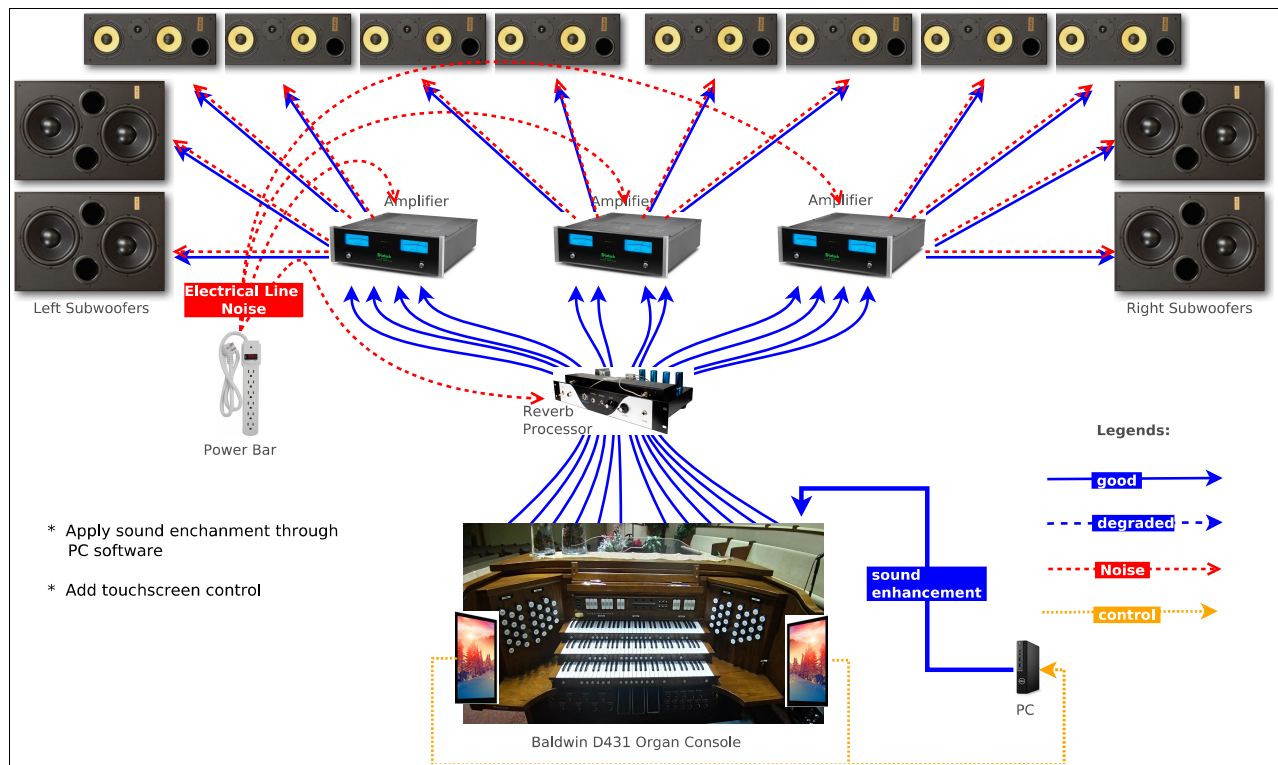 Amplifier
Amplifier
Amplifier
Electrical Line
Noise
Left Subwoofers
Right Subwoofers
Reverb
Processor
Power Bar
Legends:
good
degraded
Noise
control
* Apply sound enchanment through
PC software
* Add touchscreen control
sound
enhancement
PC
Baldwin D431 Organ Console